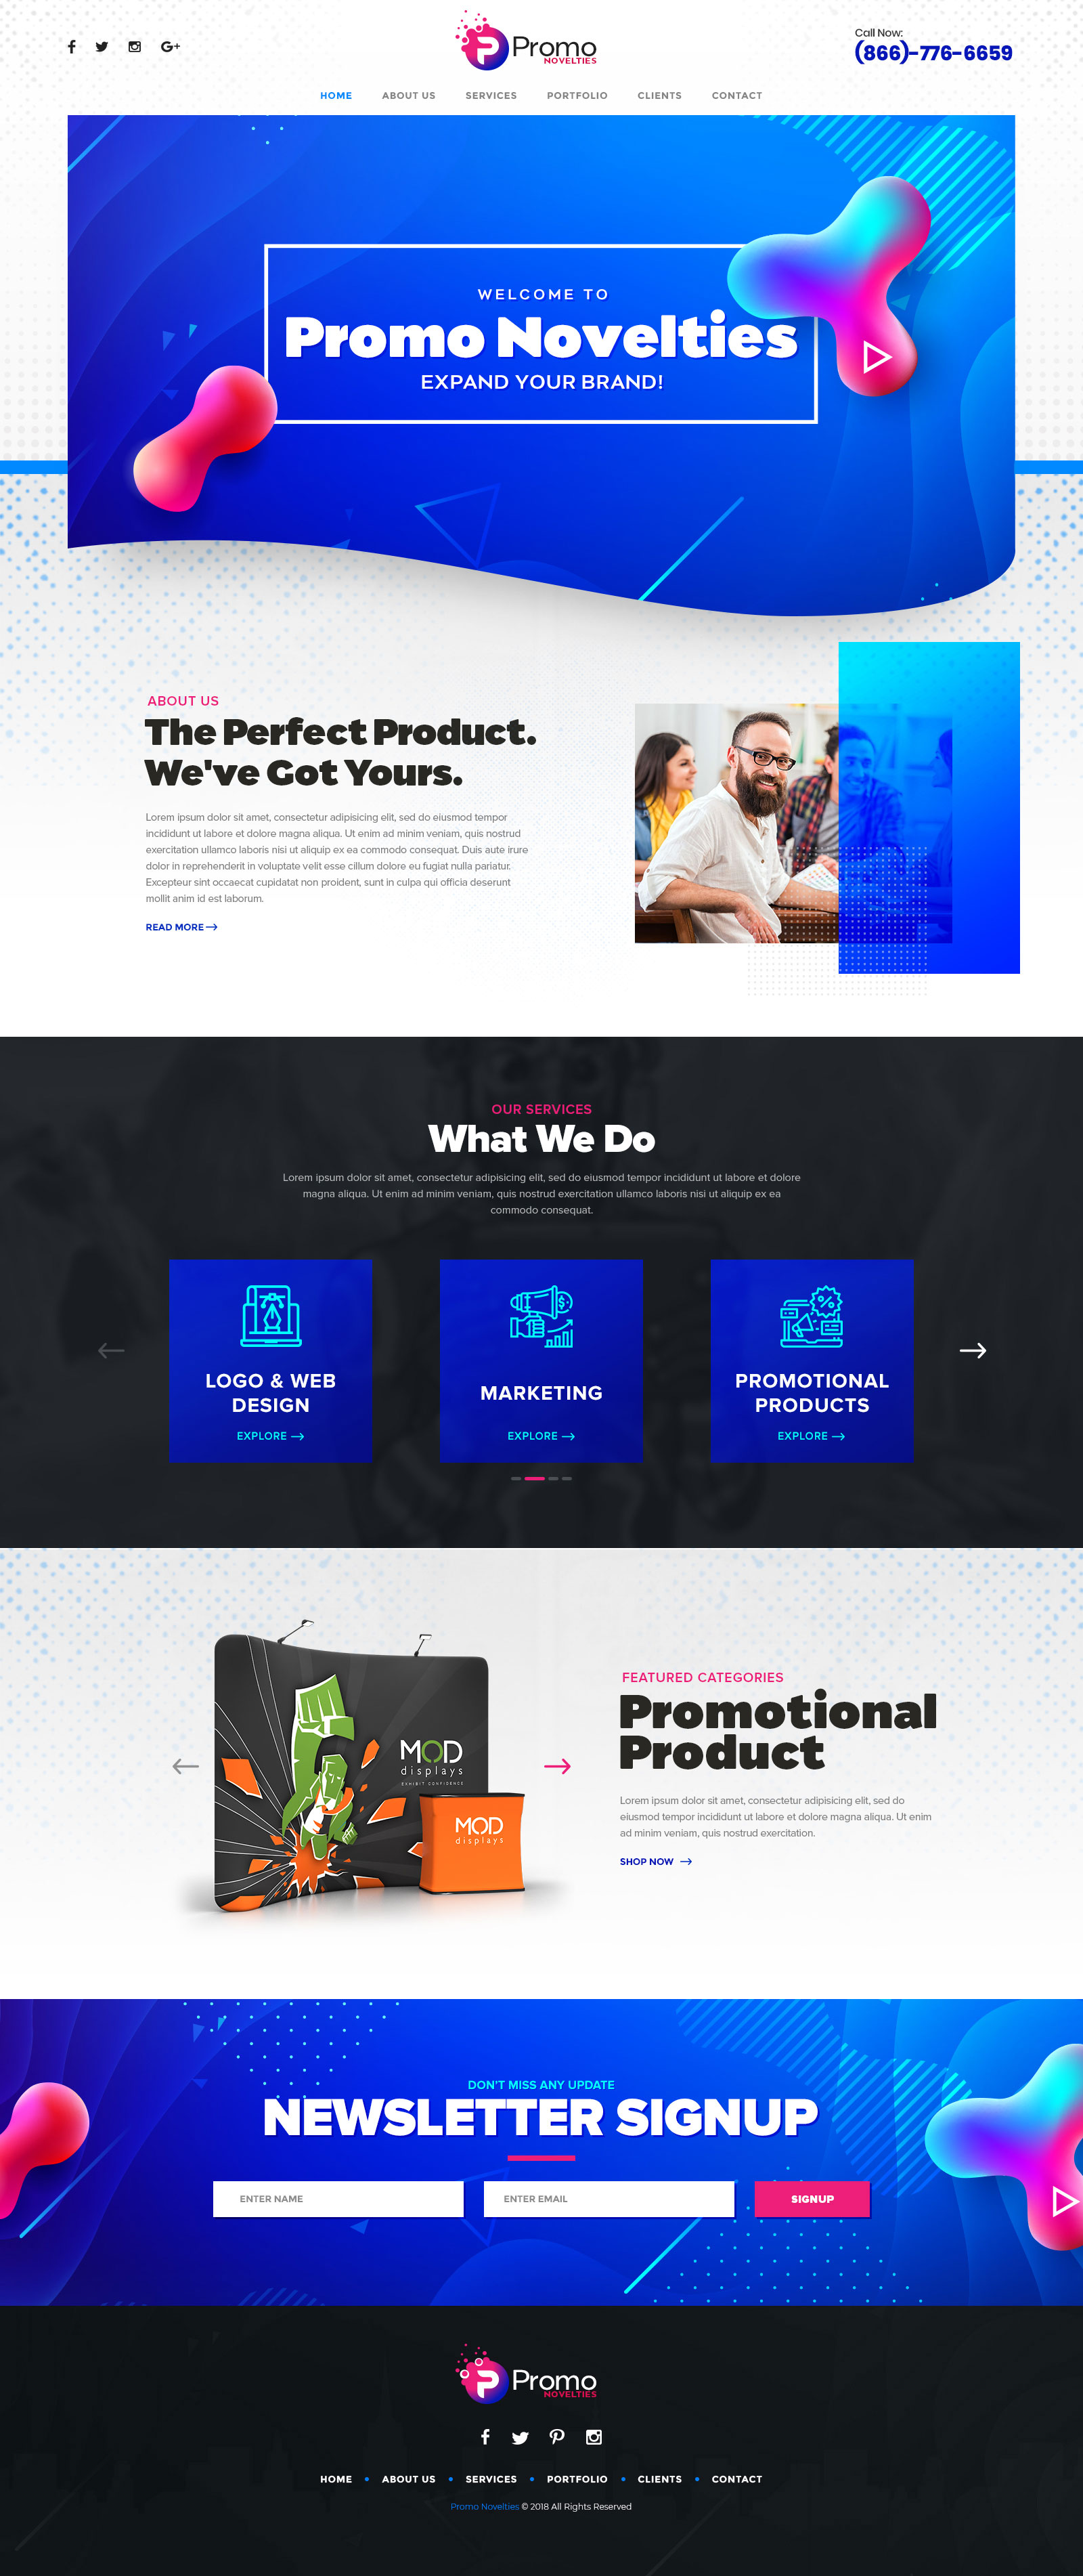 Promo
NOVELTIES
Call Now:
(866)-776-6659
HOME ABOUT US SERVICES PORTFOLIO CLIENTS CONTACT
WELCOME TO
Promo Novelties
EXPAND YOUR BRAND!
ABOUT US
The Perfect Product.
We've Got Yours.
Lorem ipsum dolor sit amet, consectetur adipisicing elit, sed do eiusmod tempor
incididunt ut labore et dolore magna aliqua. Ut enim ad minim veniam, quis nostrud
exercitation ullamco laboris nisi ut aliquip ex ea commodo consequat. Duis aute irure
dolor in reprehenderit in voluptate velit esse cillum dolore eu fugiat nulla pariatur.
Excepteur sint occaecat cupidatat non proident, sunt in culpa qui officia deserunt
mollit anim id est laborum.
READ MORE
OUR SERVICES
What We Do
Lorem ipsum dolor sit amet, consectetur adipisicing elit, sed do eiusmod tempor incididunt ut labore et dolore
magna aliqua. Ut enim ad minim veniam, quis nostrud exercitation ullamco laboris nisi ut aliquip ex ea
commodo consequat.
LOGO & WEB
DESIGN
EXPLORE
MARKETING
EXPLORE
PROMOTIONAL
PRODUCTS
EXPLORE
MOD
displays
EXHIBIT CONFIDENCE
MOD
displays
FEATURED CATEGORIES
Promotional
Product
Lorem ipsum dolor sit amet, consectetur adipisicing elit, sed do
eiusmod tempor incididunt ut labore et dolore magna aliqua. Ut enim
ad minim veniam, quis nostrud exercitation.
SHOP NOW
DON'T MISS ANY UPDATE
NEWSLETTER SIGNUP
ENTER NAME ENTER EMAIL SIGNUP
Promo
NOVELTIES
HOME ABOUT US SERVICES PORTFOLIO CLIENTS CONTACT
Promo Novelties © 2018 All Rights Reserved